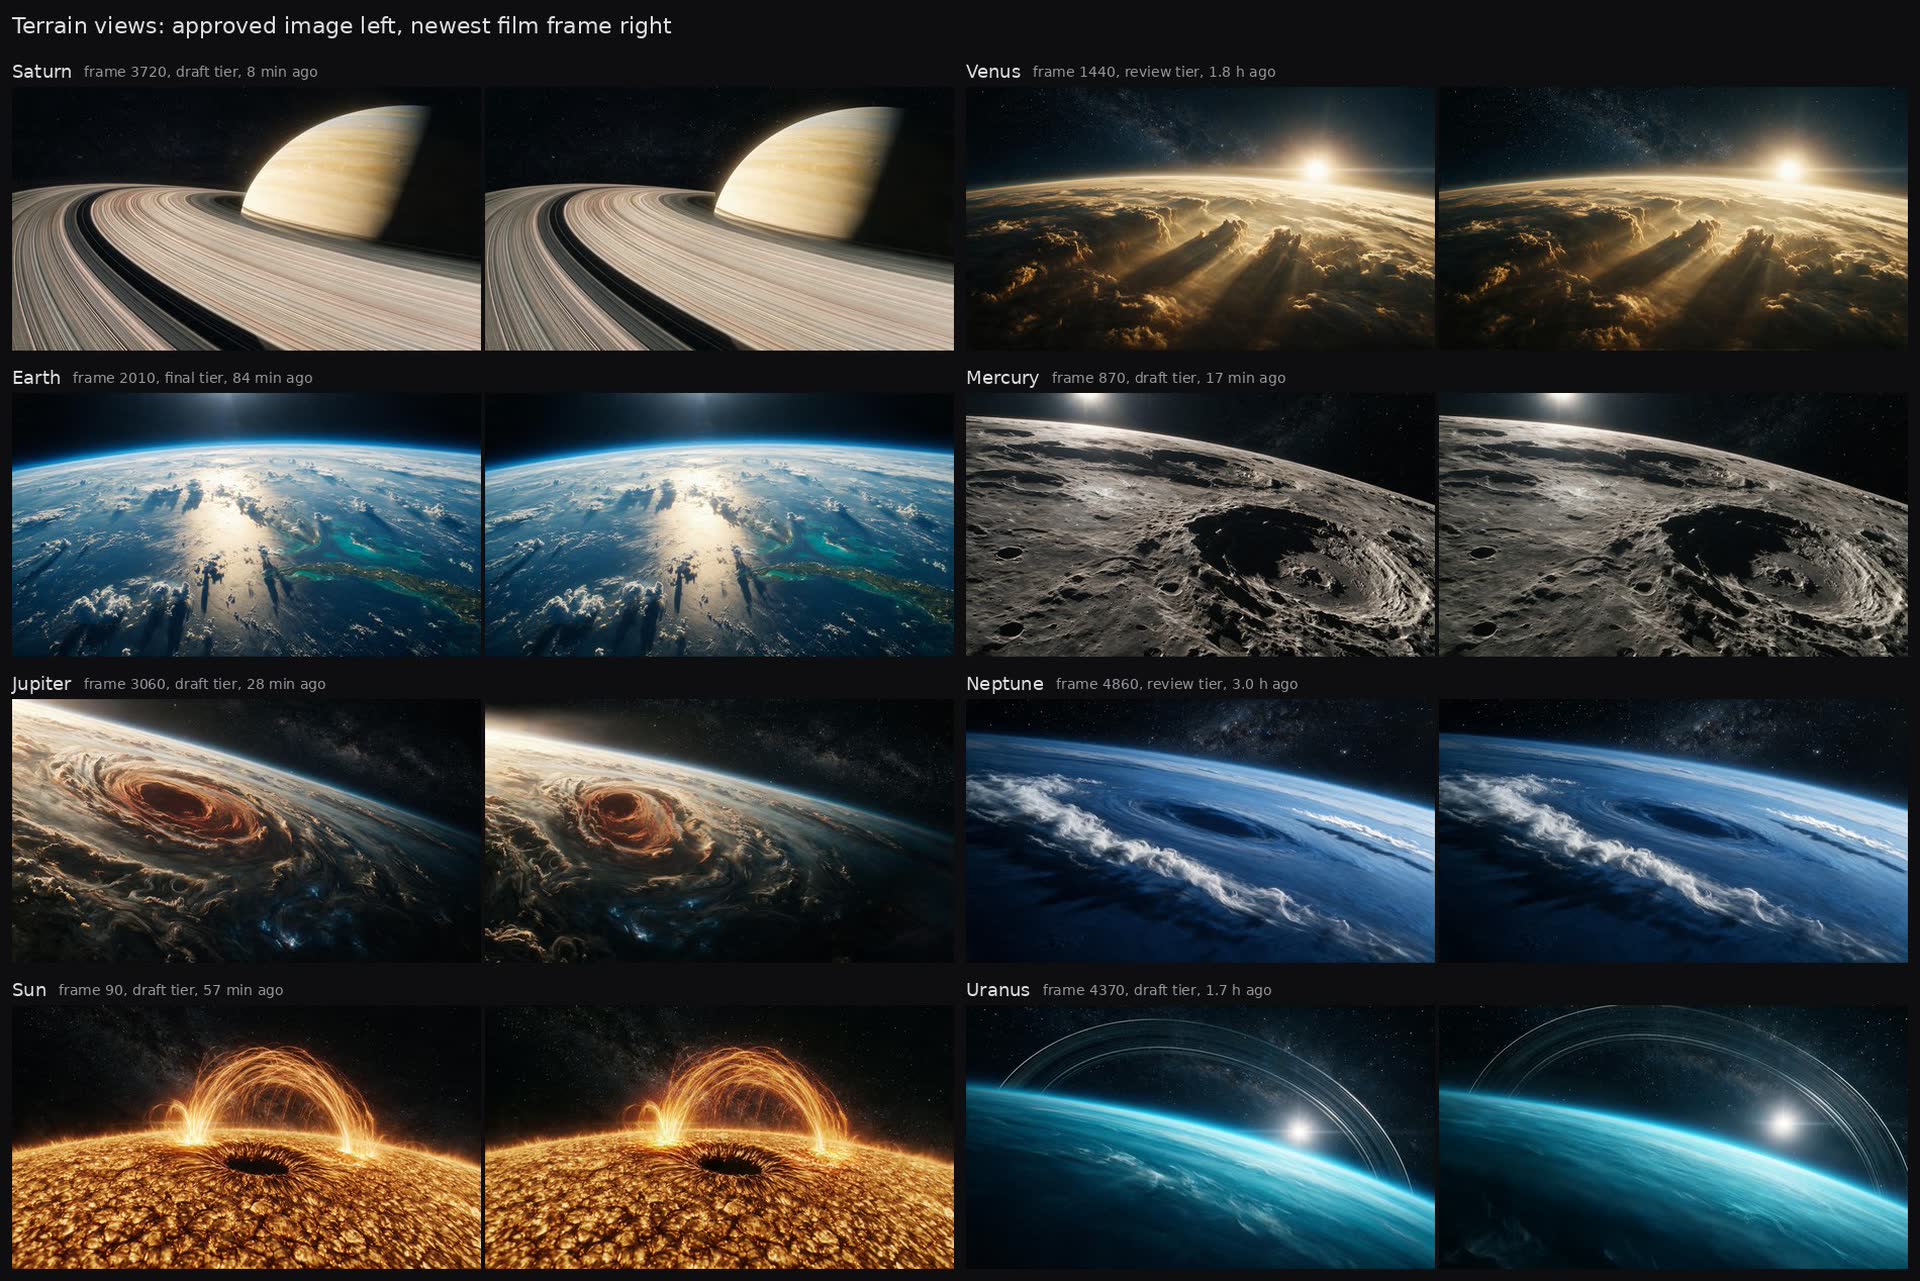 Terrain views: approved image left, newest film frame right
Saturn frame 3720, draft tier, 8 min ago
Venus frame 1440, review tier, 1.8 h ago
Earth frame 2010, final tier, 84 min ago
Mercury frame 870, draft tier, 17 min ago
Jupiter frame 3060, draft tier, 28 min ago
Neptune frame 4860, review tier, 3.0 h ago
Sun frame 90, draft tier, 57 min ago
Uranus frame 4370, draft tier, 1.7 h ago